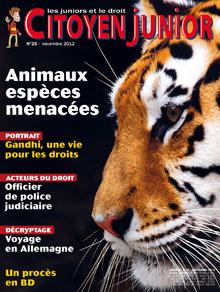 les juniors et le droit
CITOYEN JUNIOR
N°25 - novembre 2012
Animaux
espèces
menacées
PORTRAIT
Gandhi, une vie
pour les droits
ACTEURS DU DROIT
Officier
de police
judiciaire
DÉCRYPTAGE
Voyage
en Allemagne
Un procès
en BD